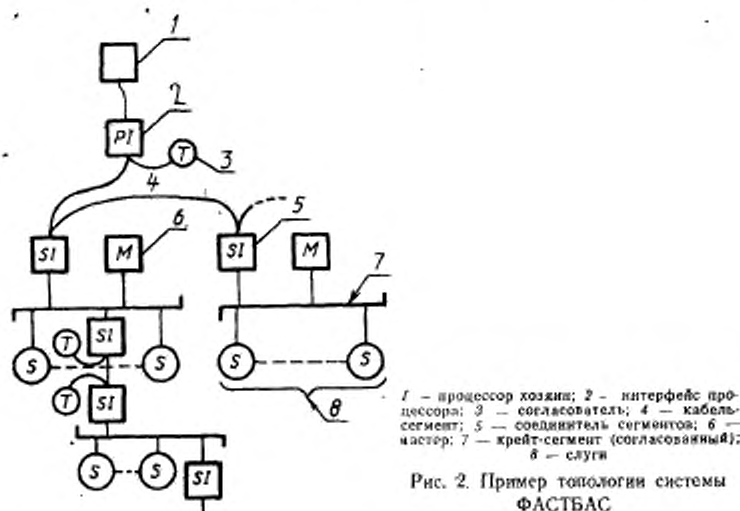 1
2
PI
T
3
4
5
6
SI
M
SI
M
7
T
SI
S
S
S
S
8
T
SI
S
S
SI
1 — процессор хозяин; 2 - интерфейс про-
цессора; 3 — согласователь; 4 — кабель-
сегмент; 5 — соединитель сегментов; 6 —
мастер; 7 — крейт-сегмент (согласованный);
8 — слуги
Рис. 2. Пример топологии системы
ФАСТБАС